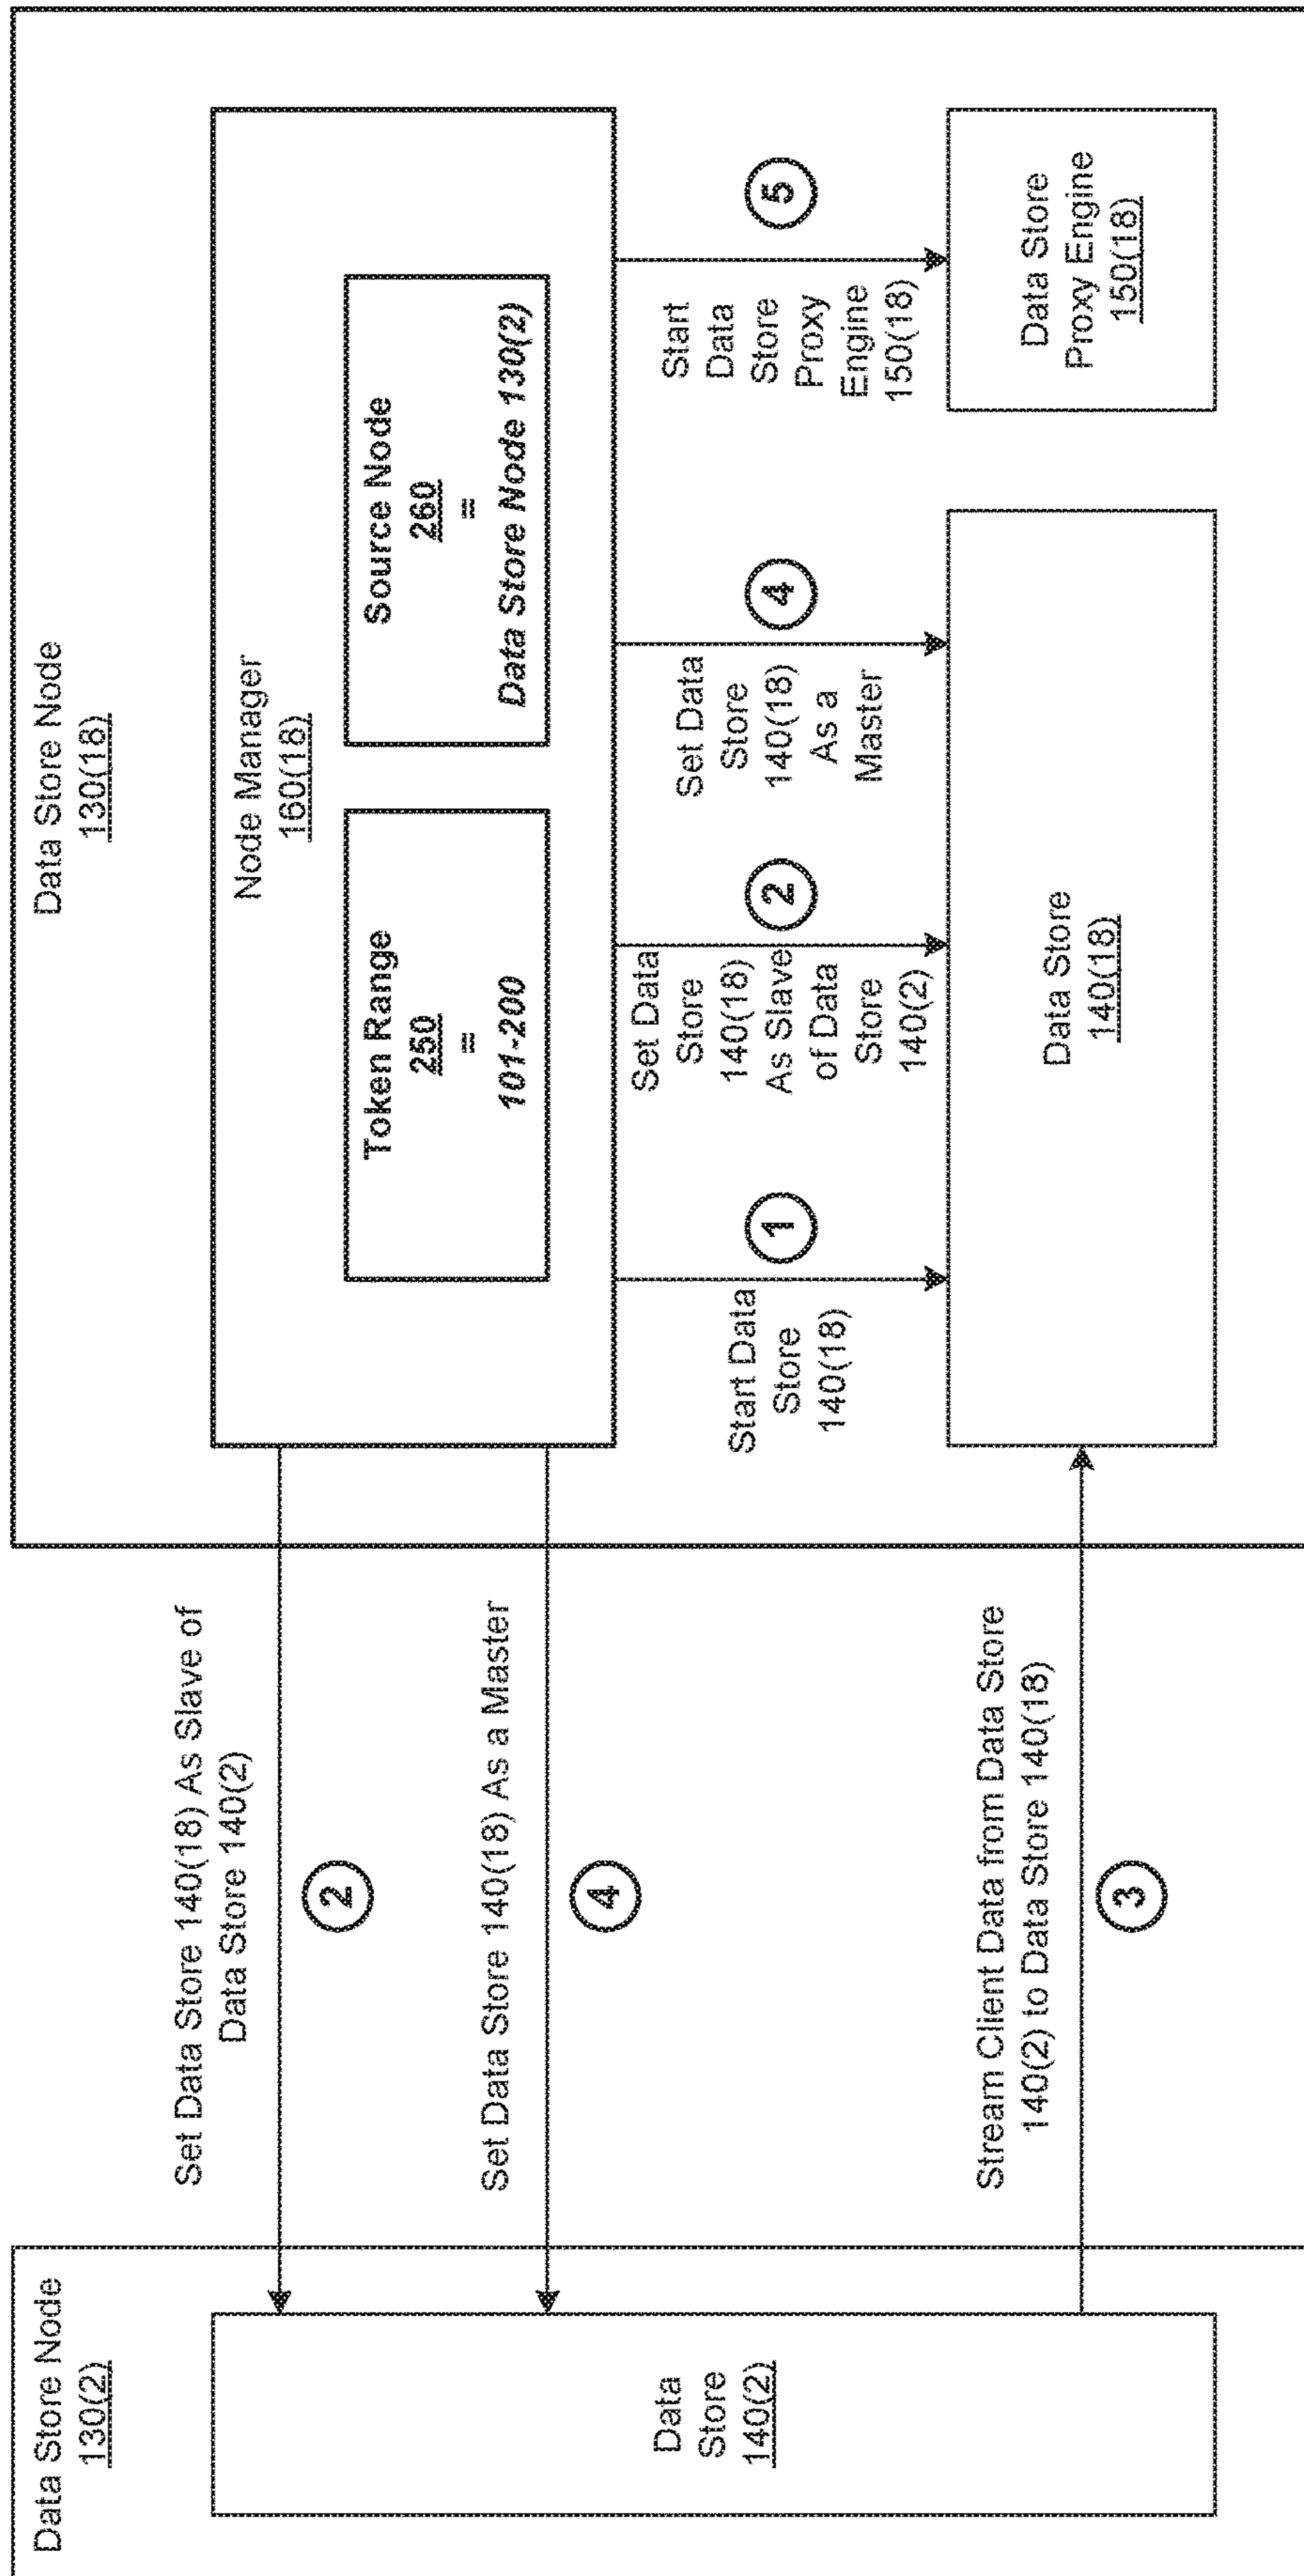 Data Store Node
130(2)
Data
Store
140(2)
Set Data Store 140(18) As Slave of
Data Store 140(2)
2
Set Data Store 140(18) As a Master
4
Stream Client Data from Data Store
140(2) to Data Store 140(18)
3
Data Store Node
130(18)
Node Manager
160(18)
Token Range
250
=
101-200
Source Node
260
=
Data Store Node 130(2)
Start Data
Store
140(18)
1
Set Data
Store
140(18)
As Slave
of Data
Store
140(2)
2
Set Data
Store
140(18)
As a
Master
4
Start
Data
Store
Proxy
Engine
150(18)
5
Data Store
140(18)
Data Store
Proxy Engine
150(18)